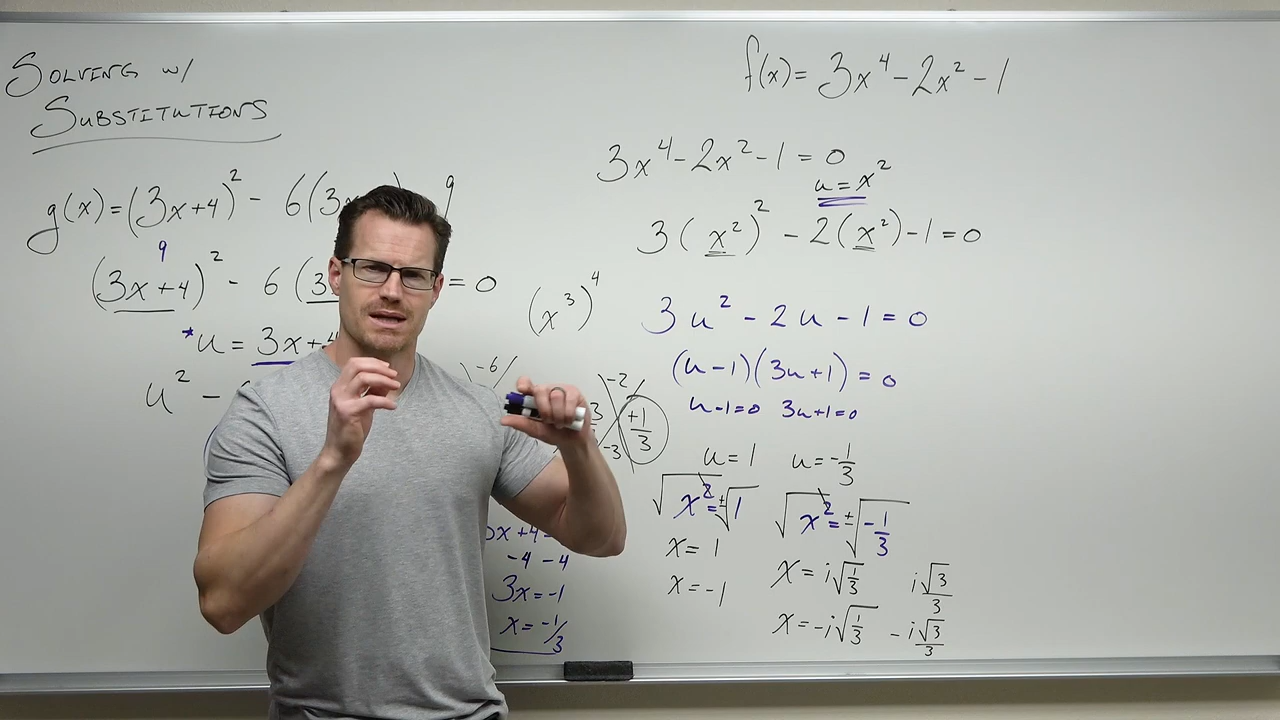 SOLVING w/
SUBSTITUTIONS
g(x)=(3x+4)² - 6(3x 9
9
(3x+4)² - 6(3 = 0
*u = 3x+4
u² -
-6
(x³)⁴
-2
3
+1/3
-3
5x+4=
-4 -4
3x=-1
x=-1/3
f(x)= 3x⁴-2x²-1
3x⁴-2x²-1=0
u=x²
3(x²)² - 2(x²)-1=0
3u² - 2u - 1 = 0
(u-1)(3u+1)=0
u-1=0 3u+1=0
u=1 u=-1/3
√x²=±√1 √x²=±√-1/3
x=1 x=i√1/3 i√3/3
x=-1 x=-i√1/3 -i√3/3